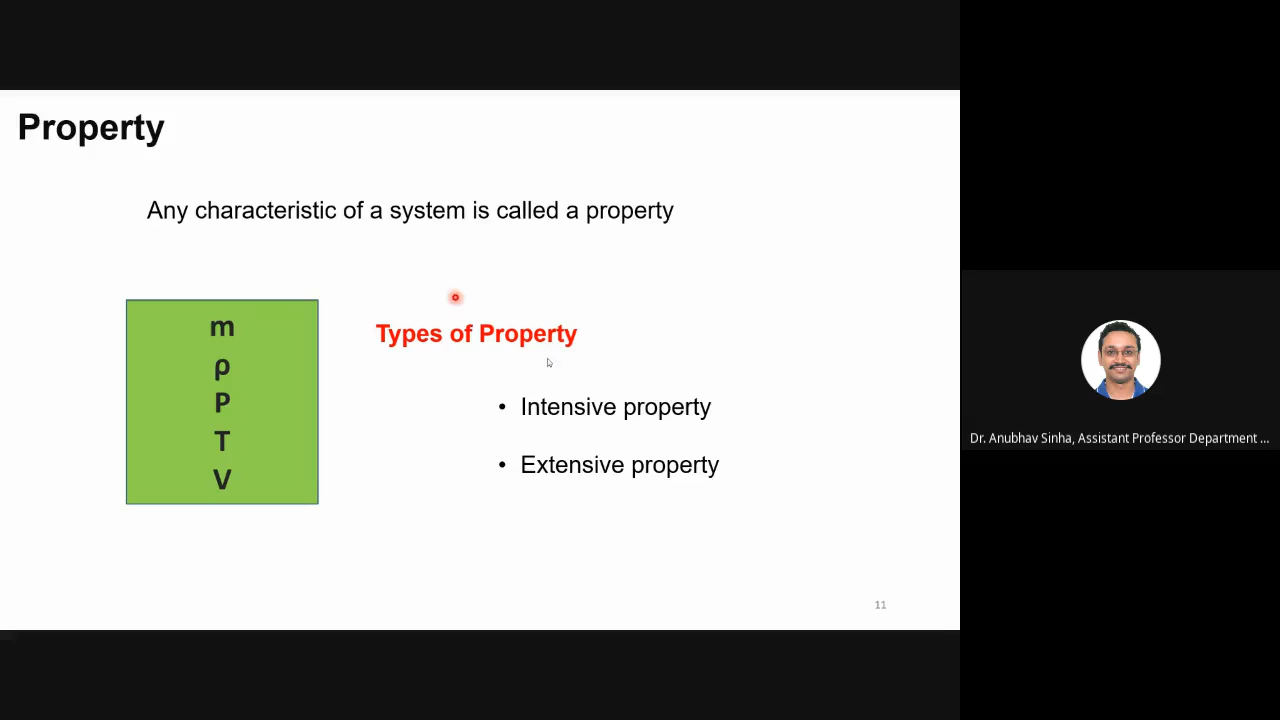 Property
Any characteristic of a system is called a property
m
ρ
P
T
V
Types of Property
• Intensive property
• Extensive property
11
Dr. Anubhav Sinha, Assistant Professor Department ...